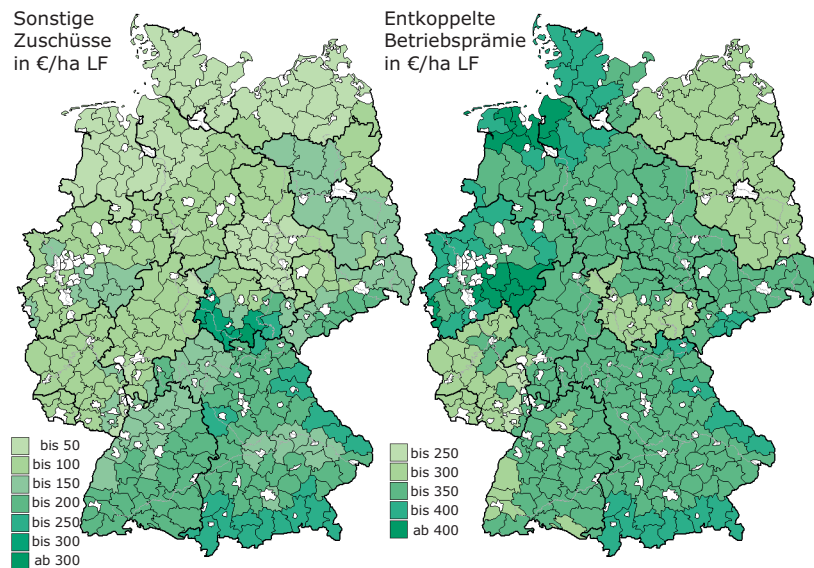 Sonstige
Zuschüsse
in €/ha LF
bis 50
bis 100
bis 150
bis 200
bis 250
bis 300
ab 300
Entkoppelte
Betriebsprämie
in €/ha LF
bis 250
bis 300
bis 350
bis 400
ab 400